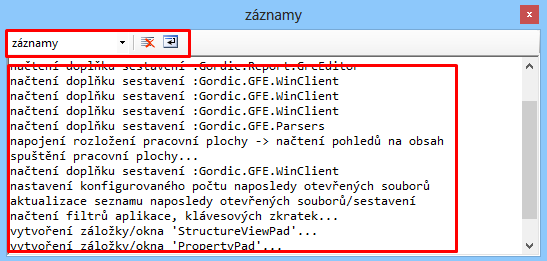 záznamy
záznamy
načtení doplňku sestavení :Gordic.Report.GrcEditor
načtení doplňku sestavení :Gordic.GFE.WinClient
načtení doplňku sestavení :Gordic.GFE.WinClient
načtení doplňku sestavení :Gordic.GFE.WinClient
načtení doplňku sestavení :Gordic.GFE.Parsers
napojení rozložení pracovní plochy -> načtení pohledů na obsah
spuštění pracovní plochy...
načtení doplňku sestavení :Gordic.GFE.WinClient
nastavení konfigurovaného počtu naposledy otevřených souborů
aktualizace seznamu naposledy otevřených souborů/sestavení
načtení filtrů aplikace, klávesových zkratek...
vytvoření záložky/okna 'StructureViewPad'...
vytvoření záložky/okna 'PropertyPad'...